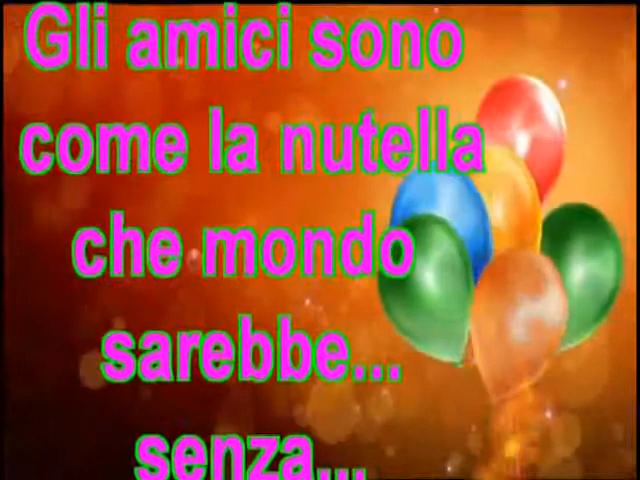 Gli amici sono
come la nutella
che mondo
sarebbe...
senza...